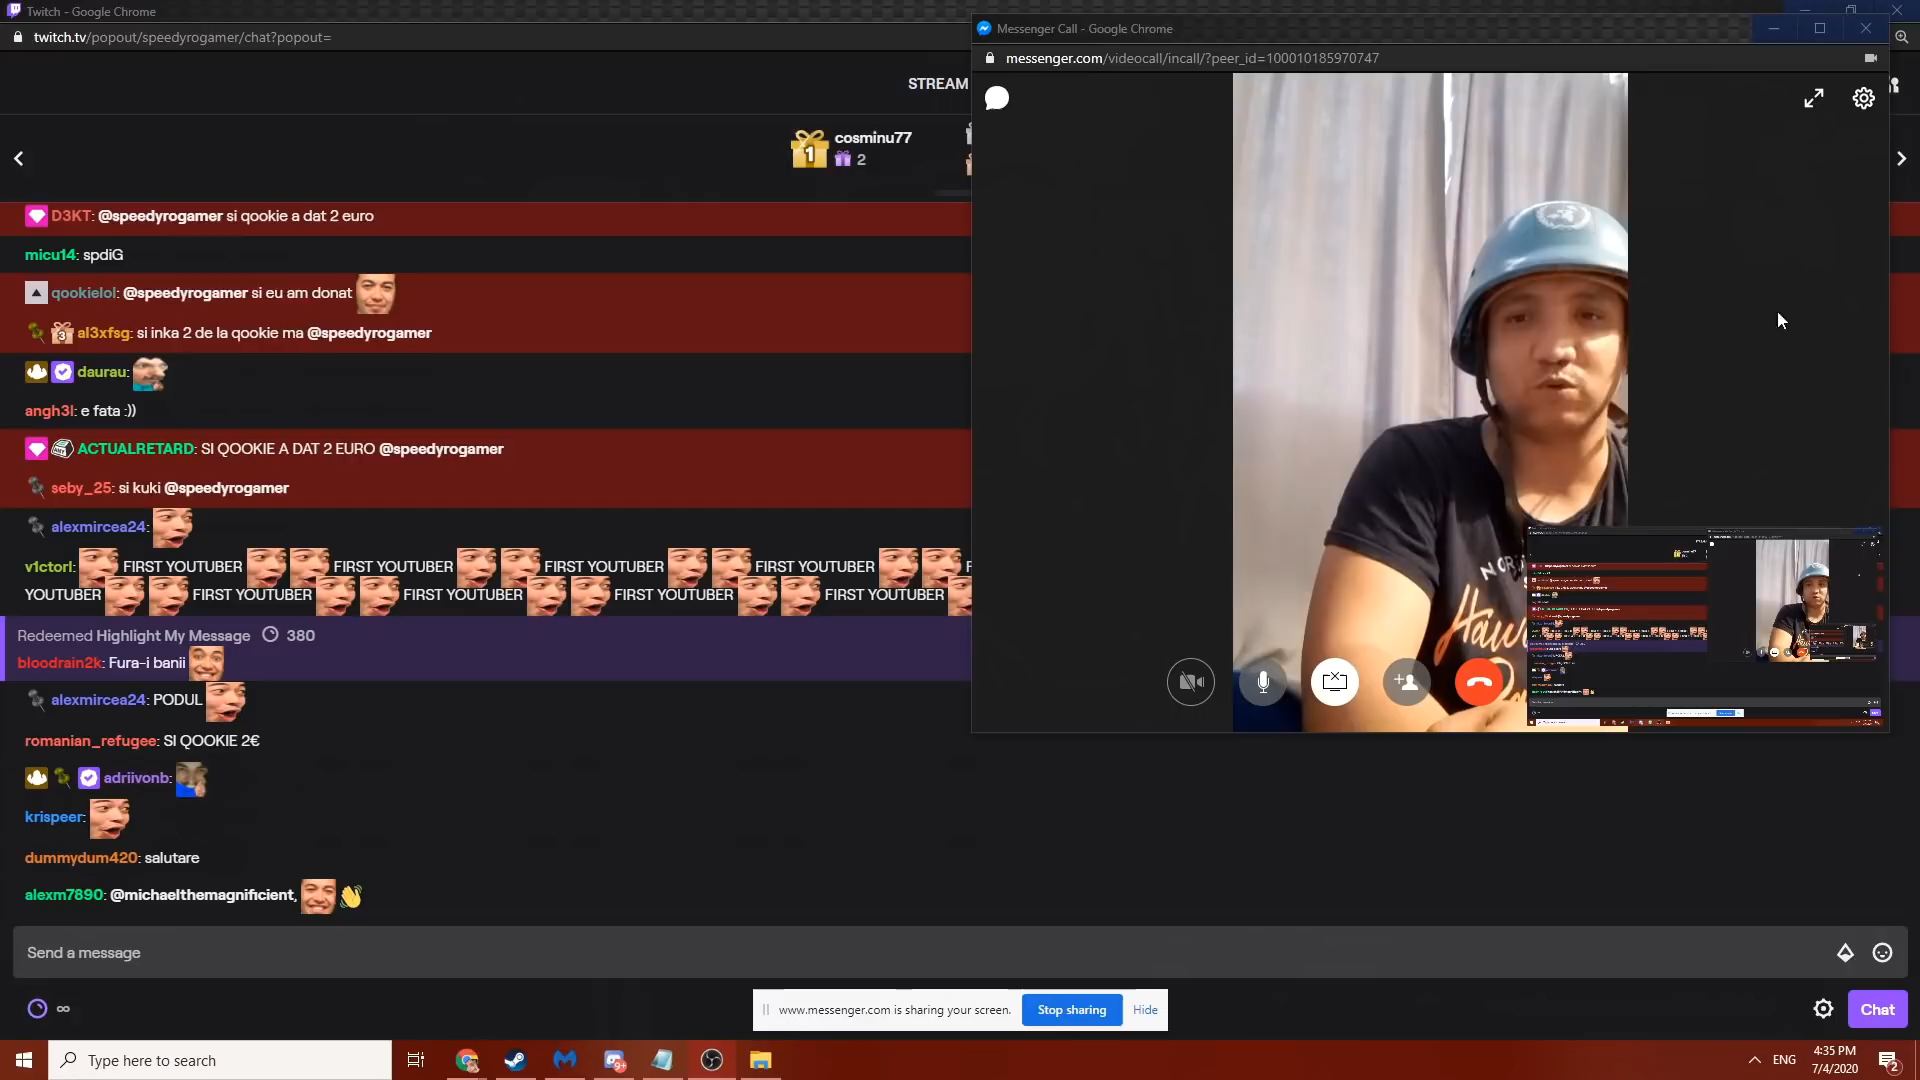 Twitch - Google Chrome
twitch.tv/popout/speedyrogamer/chat?popout=
STREAM
1 cosminu77
2
D3KT: @speedyrogamer si qookie a dat 2 euro
micu14: spdiG
qookielol: @speedyrogamer si eu am donat
3 al3xfsg: si inka 2 de la qookie ma @speedyrogamer
daurau:
angh3l: e fata :))
ACTUALRETARD: SI QOOKIE A DAT 2 EURO @speedyrogamer
seby_25: si kuki @speedyrogamer
alexmircea24:
FIRST YOUTUBER FIRST YOUTUBER FIRST YOUTUBER FIRST YOUTUBER F
YOUTUBER FIRST YOUTUBER FIRST YOUTUBER FIRST YOUTUBER FIRST YOUTUBER
Redeemed Highlight My Message 380
bloodrain2k: Fura-i banii
alexmircea24: PODUL
romanian_refugee: SI QOOKIE 2€
adriivonb:
krispeer:
dummydum420: salutare
alexm7890: @michaelthemagnificient,
Send a message
∞
Chat
Messenger Call - Google Chrome
messenger.com/videocall/incall/?peer_id=100010185970747
www.messenger.com is sharing your screen. Stop sharing Hide
Type here to search
9+
ENG
4:35 PM
7/4/2020
2